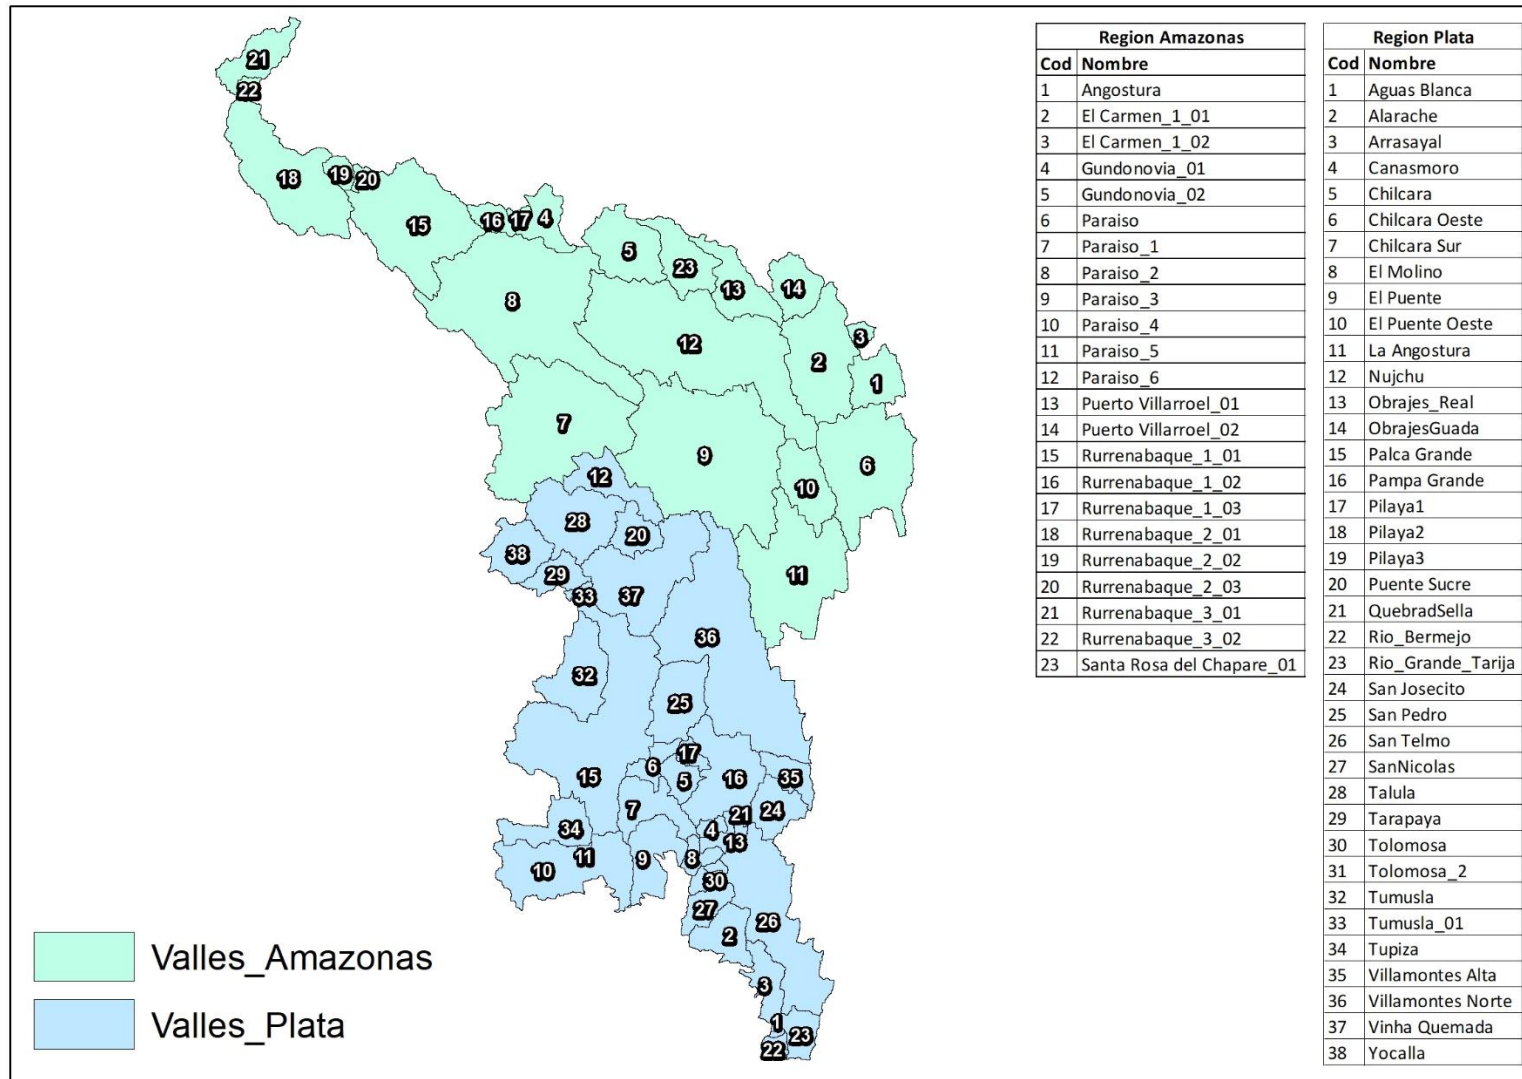 21
22
18
19
20
15
16
17
4
5
23
13
14
8
12
2
3
1
7
9
10
6
11
12
28
20
38
29
33
37
36
32
25
17
6
5
16
35
15
7
21
24
34
4
13
11
9
8
10
30
27
2
26
3
1
23
22
Valles_Amazonas
Valles_Plata
Region Amazonas
Cod Nombre
1 Angostura
2 El Carmen_1_01
3 El Carmen_1_02
4 Gundonovia_01
5 Gundonovia_02
6 Paraiso
7 Paraiso_1
8 Paraiso_2
9 Paraiso_3
10 Paraiso_4
11 Paraiso_5
12 Paraiso_6
13 Puerto Villarroel_01
14 Puerto Villarroel_02
15 Rurrenabaque_1_01
16 Rurrenabaque_1_02
17 Rurrenabaque_1_03
18 Rurrenabaque_2_01
19 Rurrenabaque_2_02
20 Rurrenabaque_2_03
21 Rurrenabaque_3_01
22 Rurrenabaque_3_02
23 Santa Rosa del Chapare_01
Region Plata
Cod Nombre
1 Aguas Blanca
2 Alarache
3 Arrasayal
4 Canasmoro
5 Chilcara
6 Chilcara Oeste
7 Chilcara Sur
8 El Molino
9 El Puente
10 El Puente Oeste
11 La Angostura
12 Nujchu
13 Obrajes_Real
14 ObrajesGuada
15 Palca Grande
16 Pampa Grande
17 Pilaya1
18 Pilaya2
19 Pilaya3
20 Puente Sucre
21 QuebradSella
22 Rio_Bermejo
23 Rio_Grande_Tarija
24 San Josecito
25 San Pedro
26 San Telmo
27 SanNicolas
28 Talula
29 Tarapaya
30 Tolomosa
31 Tolomosa_2
32 Tumusla
33 Tumusla_01
34 Tupiza
35 Villamontes Alta
36 Villamontes Norte
37 Vinha Quemada
38 Yocalla